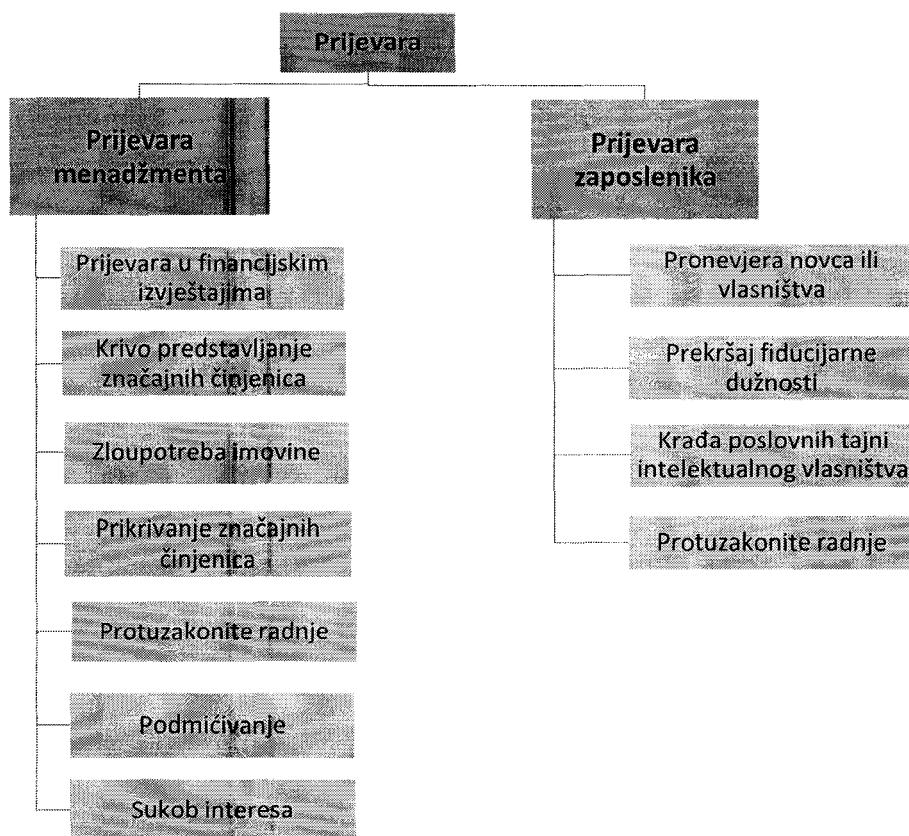 Prijevara
Prijevara
menadžmenta
Prijevara u financijskim
izvještajima
Krivo predstavljanje
značajnih činjenica
Zloupotreba imovine
Prikrivanje značajnih
činjenica
Protuzakonite radnje
Podmićivanje
Sukob interesa
Prijevara
zaposlenika
Pronevjera novca ili
vlasništva
Prekršaj fiducijarne
dužnosti
Krađa poslovnih tajni
intelektualnog vlasništva
Protuzakonite radnje